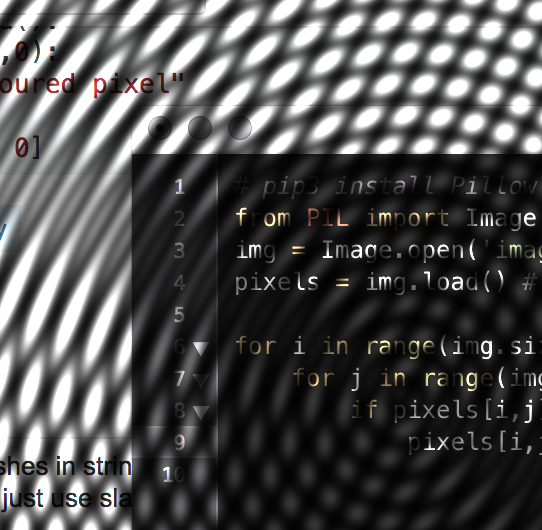 ,0):
oured pixel"
0]
1 # pip3 install Pillow
2 from PIL import Image
3 img = Image.open('imag
4 pixels = img.load() #
5
6 for i in range(img.si
7 for j in range(img
8 if pixels[i,j
9 pixels[i,j
10
shes in strin
just use sla